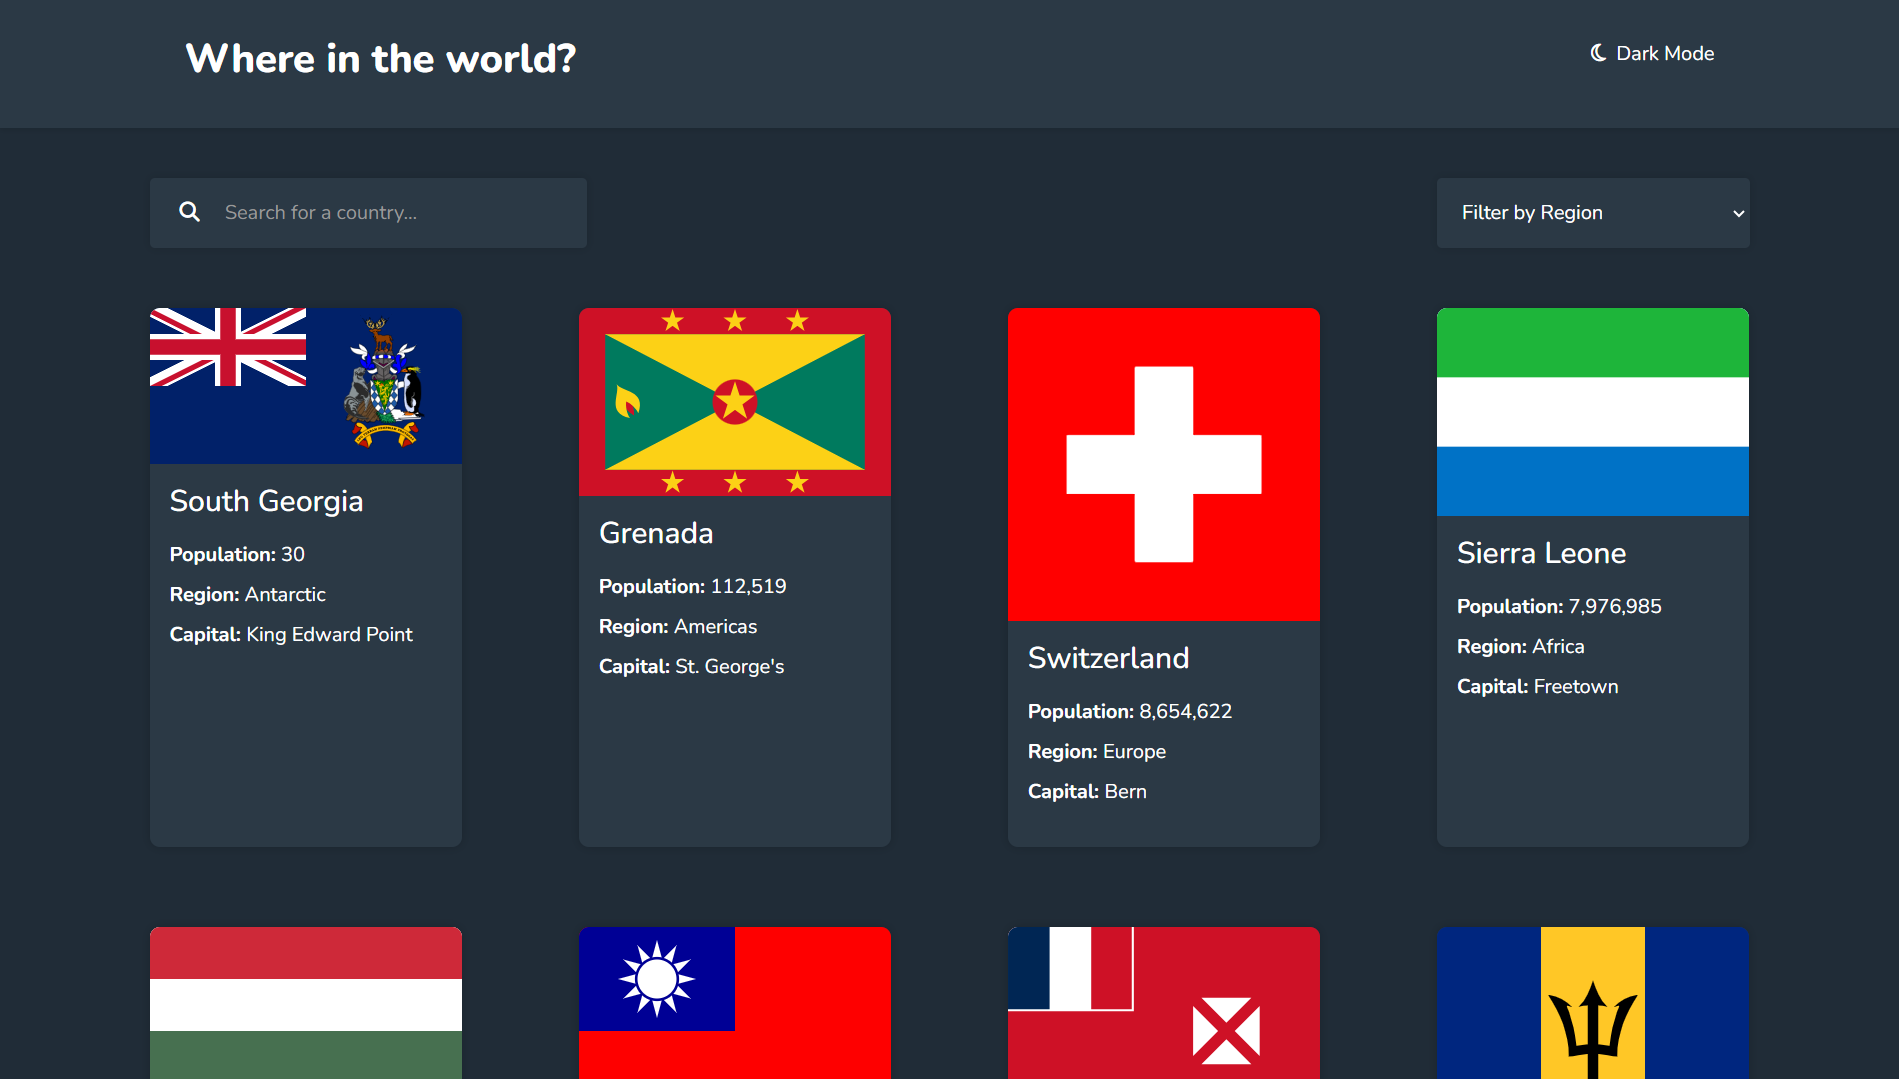 Where in the world?
Dark Mode
Search for a country...
Filter by Region
South Georgia
Population: 30
Region: Antarctic
Capital: King Edward Point
Grenada
Population: 112,519
Region: Americas
Capital: St. George's
Switzerland
Population: 8,654,622
Region: Europe
Capital: Bern
Sierra Leone
Population: 7,976,985
Region: Africa
Capital: Freetown